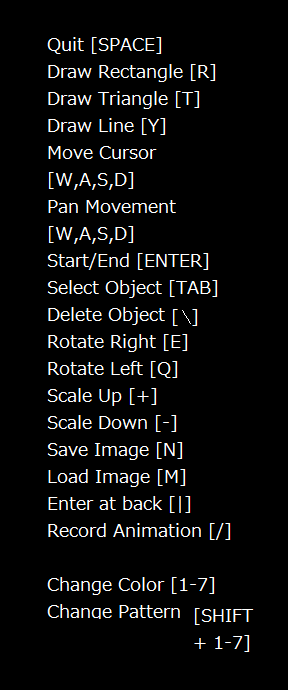 Quit [SPACE]
Draw Rectangle [R]
Draw Triangle [T]
Draw Line [Y]
Move Cursor
[W,A,S,D]
Pan Movement
[W,A,S,D]
Start/End [ENTER]
Select Object [TAB]
Delete Object [\]
Rotate Right [E]
Rotate Left [Q]
Scale Up [+]
Scale Down [-]
Save Image [N]
Load Image [M]
Enter at back [|]
Record Animation [/]
Change Color [1-7]
Change Pattern [SHIFT
+ 1-7]